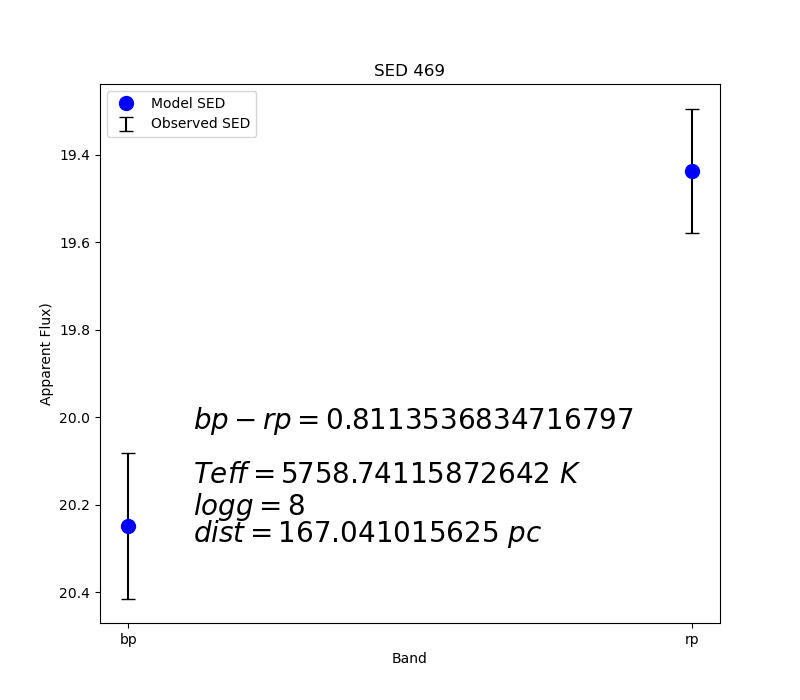 SED 469
Model SED
Observed SED
19.4
19.6
19.8
20.0
20.2
20.4
Apparent Flux)
bp − rp = 0.8113536834716797
Teff = 5758.74115872642 K
logg = 8
dist = 167.041015625 pc
bp
rp
Band